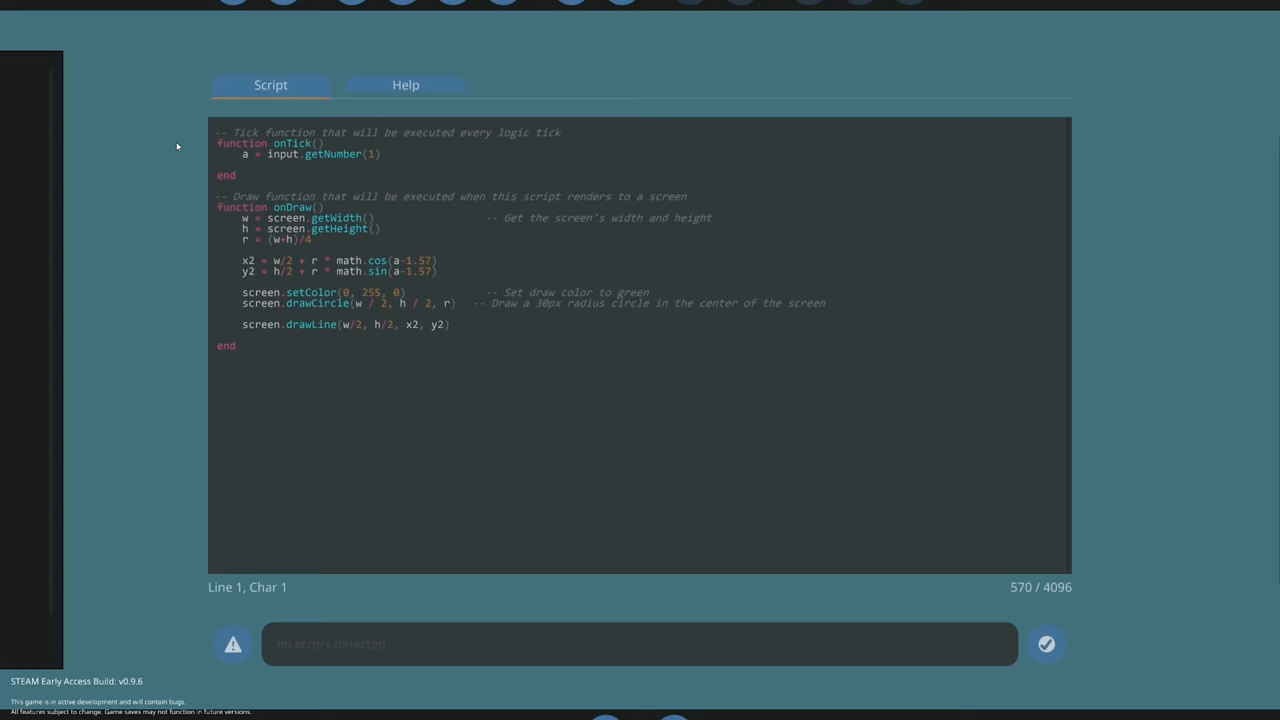 Script Help
-- Tick function that will be executed every logic tick
function onTick()
    a = input.getNumber(1)
end
-- Draw function that will be executed when this script renders to a screen
function onDraw()
    w = screen.getWidth()                  -- Get the screen's width and height
    h = screen.getHeight()
    r = (w+h)/4
    x2 = w/2 + r * math.cos(a-1.57)
    y2 = h/2 + r * math.sin(a-1.57)
    screen.setColor(0, 255, 0)             -- Set draw color to green
    screen.drawCircle(w / 2, h / 2, r)   -- Draw a 30px radius circle in the center of the screen
    screen.drawLine(w/2, h/2, x2, y2)
end
Line 1, Char 1 570 / 4096
no errors detected
STEAM Early Access Build: v0.9.6
This game is in active development and will contain bugs.
All features subject to change. Game saves may not function in future versions.